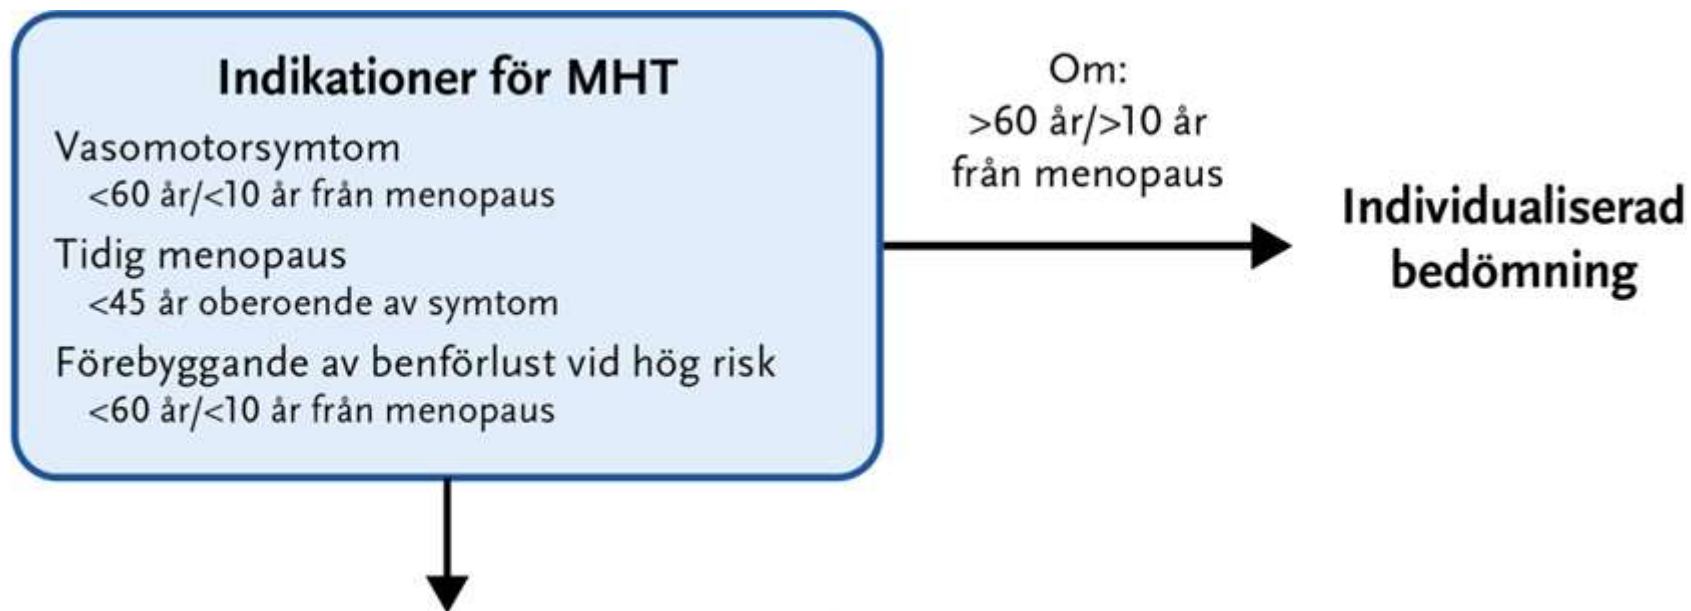 Indikationer för MHT
Vasomotorsymtom
<60 år/<10 år från menopaus
Tidig menopaus
<45 år oberoende av symtom
Förebyggande av benförlust vid hög risk
<60 år/<10 år från menopaus
Om:
>60 år/>10 år
från menopaus
Individualiserad
bedömning